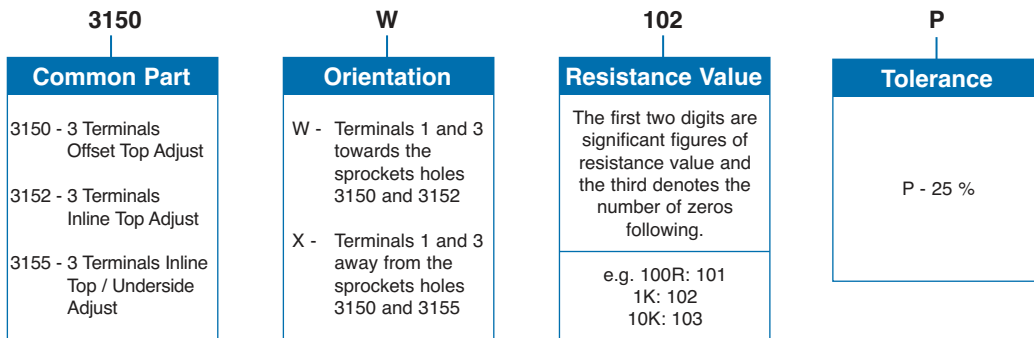 3150
W
102
P
Common Part
3150 - 3 Terminals
Offset Top Adjust
3152 - 3 Terminals
Inline Top Adjust
3155 - 3 Terminals Inline
Top / Underside
Adjust
Orientation
W - Terminals 1 and 3
towards the
sprockets holes
3150 and 3152
X - Terminals 1 and 3
away from the
sprockets holes
3150 and 3155
Resistance Value
The first two digits are
significant figures of
resistance value and
the third denotes the
number of zeros
following.
e.g. 100R: 101
1K: 102
10K: 103
Tolerance
P - 25 %